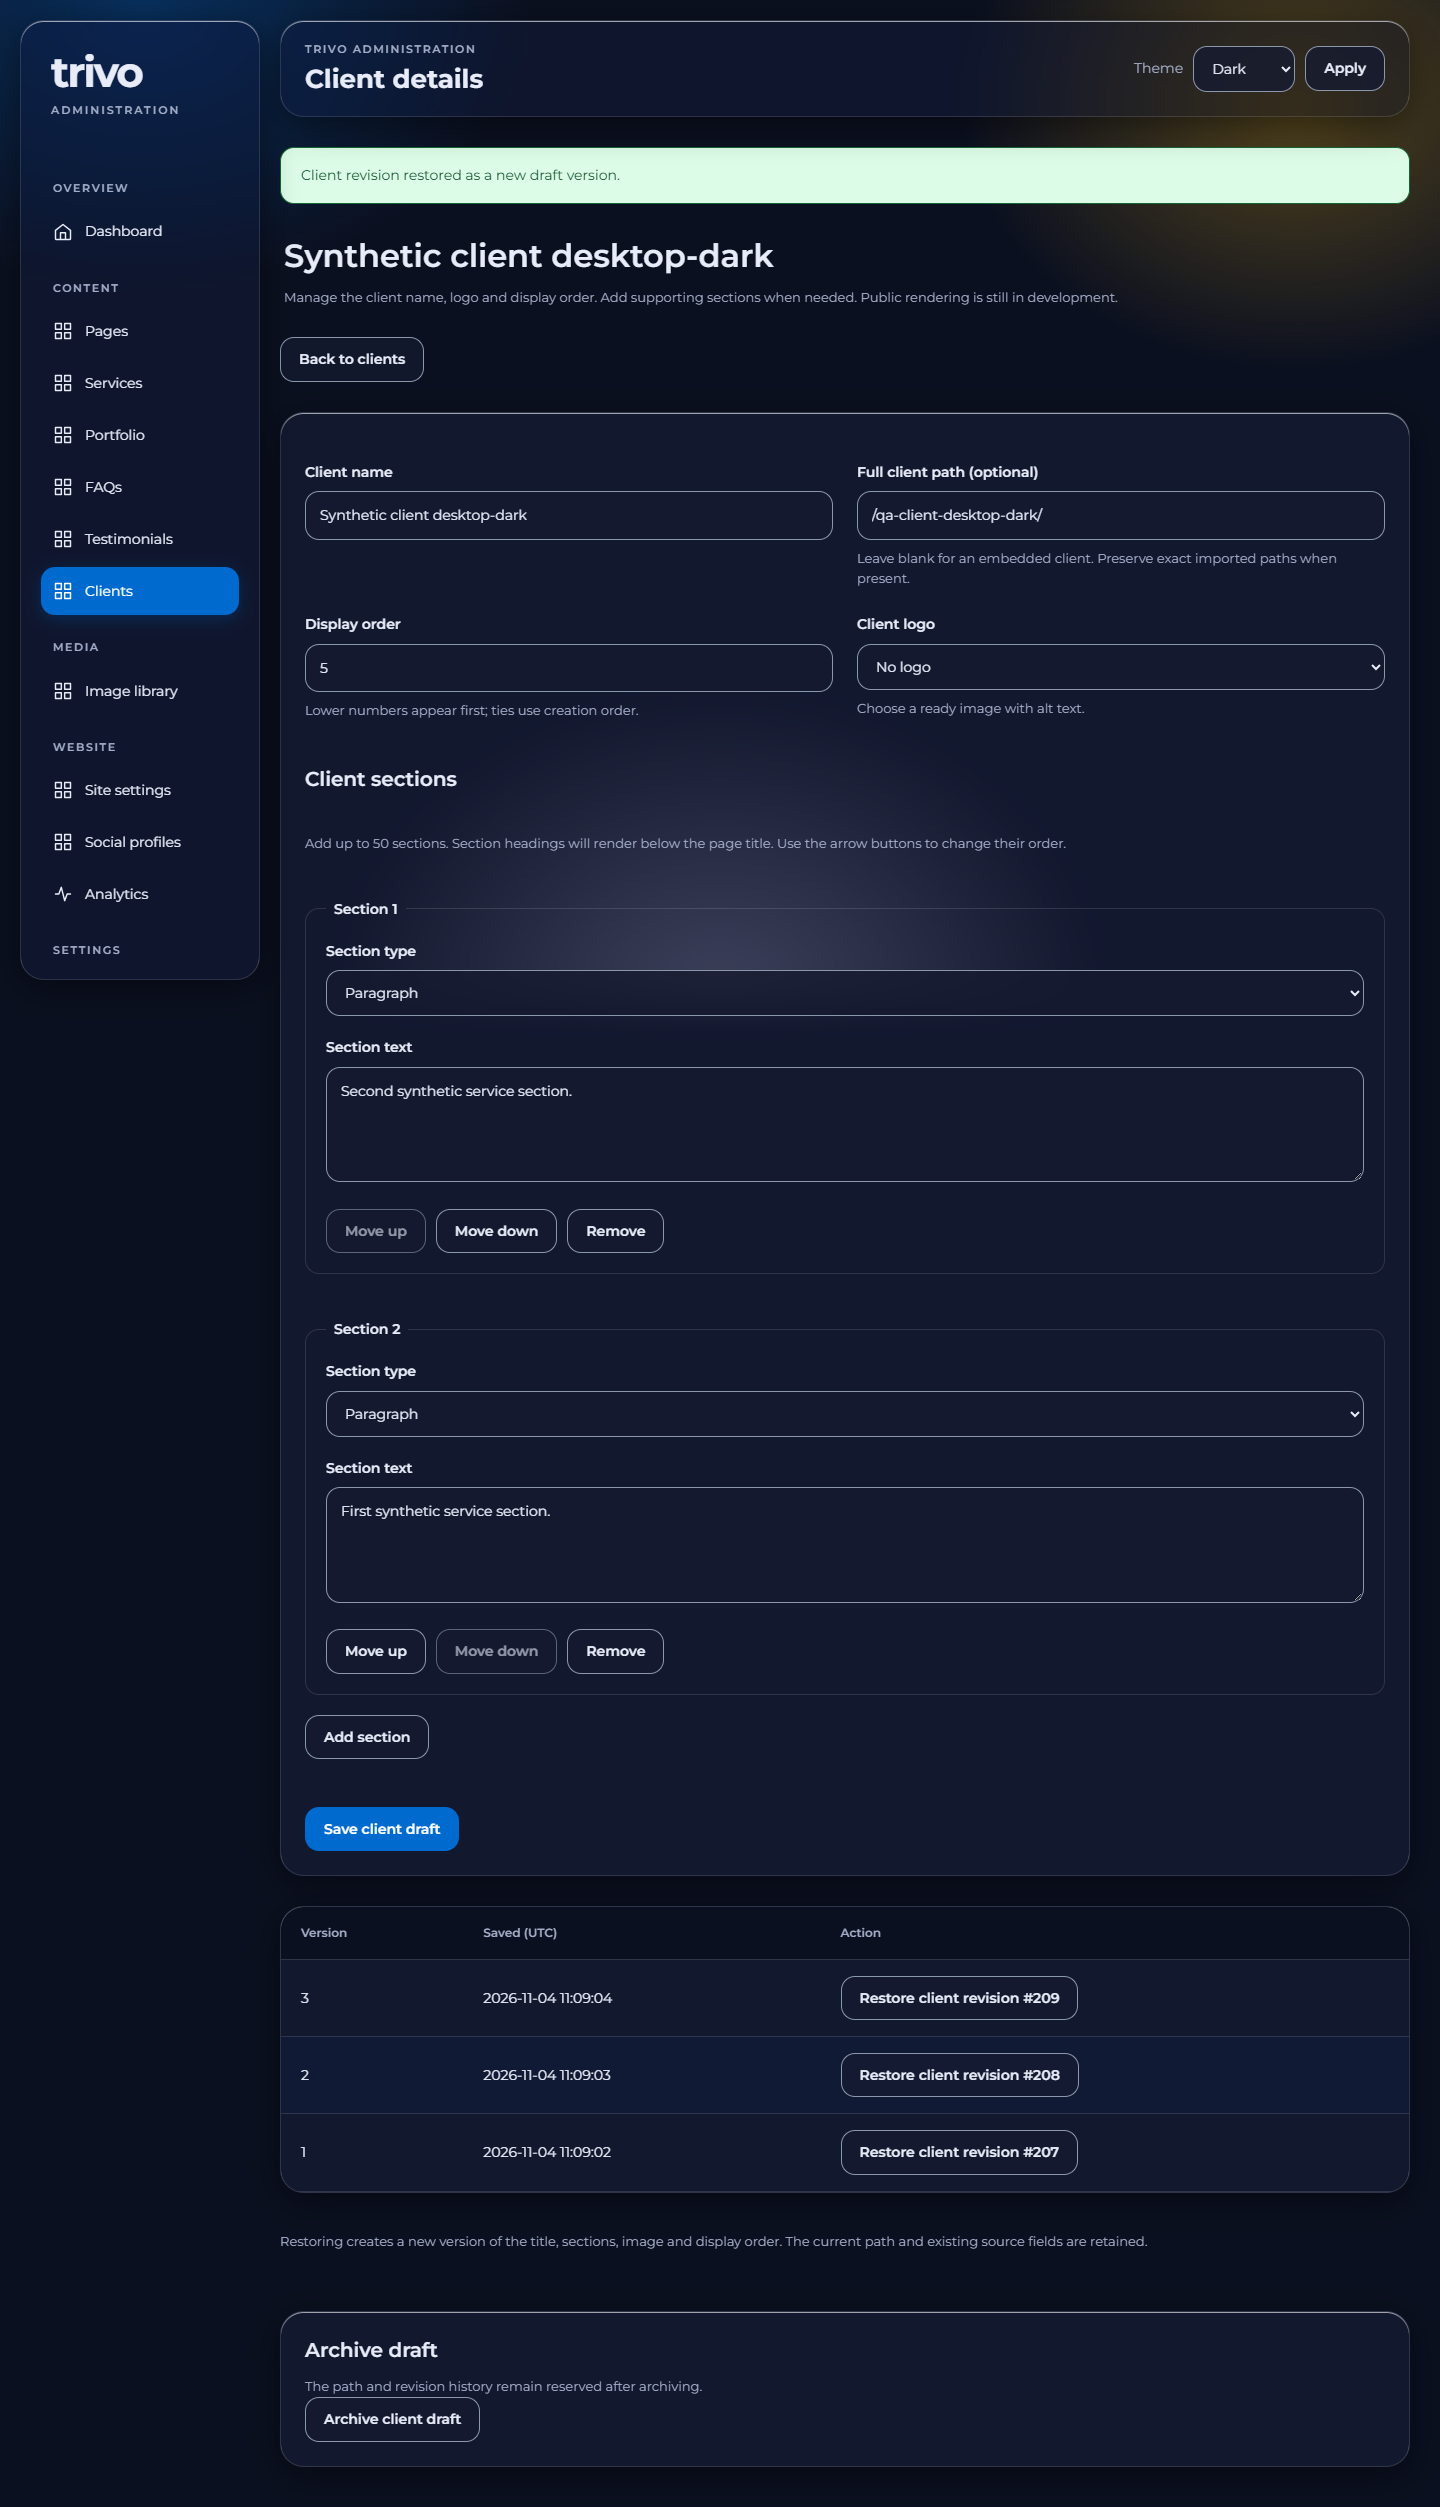 trivo
ADMINISTRATION
OVERVIEW
Dashboard
CONTENT
Pages
Services
Portfolio
FAQs
Testimonials
Clients
MEDIA
Image library
WEBSITE
Site settings
Social profiles
Analytics
SETTINGS
TRIVO ADMINISTRATION
Client details
Theme
Dark
Apply
Client revision restored as a new draft version.
Synthetic client desktop-dark
Manage the client name, logo and display order. Add supporting sections when needed. Public rendering is still in development.
Back to clients
Client name
Synthetic client desktop-dark
Full client path (optional)
/qa-client-desktop-dark/
Leave blank for an embedded client. Preserve exact imported paths when
present.
Display order
5
Lower numbers appear first; ties use creation order.
Client logo
No logo
Choose a ready image with alt text.
Client sections
Add up to 50 sections. Section headings will render below the page title. Use the arrow buttons to change their order.
Section 1
Section type
Paragraph
Section text
Second synthetic service section.
Move up
Move down
Remove
Section 2
Section type
Paragraph
Section text
First synthetic service section.
Move up
Move down
Remove
Add section
Save client draft
Version
Saved (UTC)
Action
3
2026-11-04 11:09:04
Restore client revision #209
2
2026-11-04 11:09:03
Restore client revision #208
1
2026-11-04 11:09:02
Restore client revision #207
Restoring creates a new version of the title, sections, image and display order. The current path and existing source fields are retained.
Archive draft
The path and revision history remain reserved after archiving.
Archive client draft